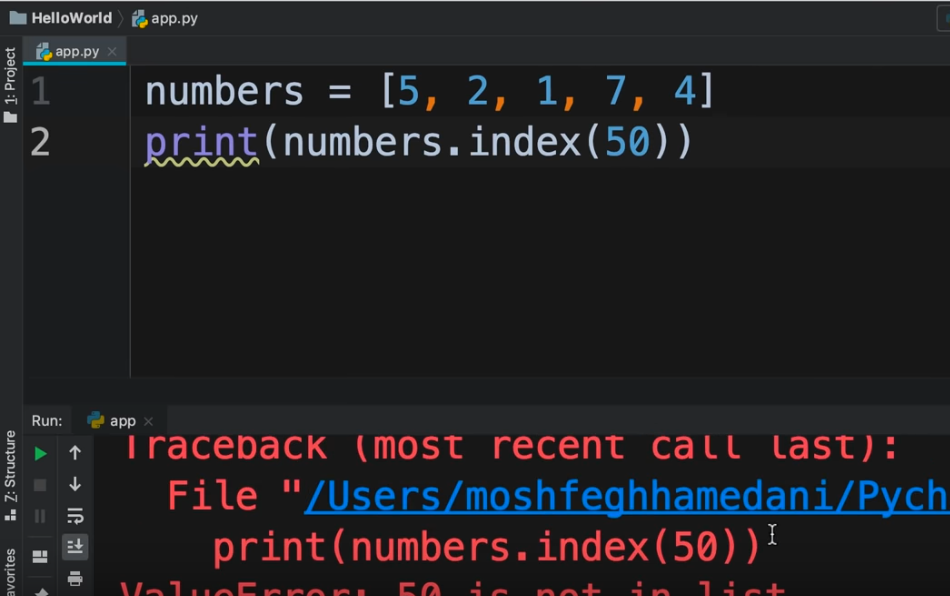 HelloWorld app.py
1: Project
app.py
1 numbers = [5, 2, 1, 7, 4]
2 print(numbers.index(50))
Run: app
Z: Structure
avorites
Traceback (most recent call last):
File "/Users/moshfeghhamedani/Pych
print(numbers.index(50))
ValueError: 50 is not in list